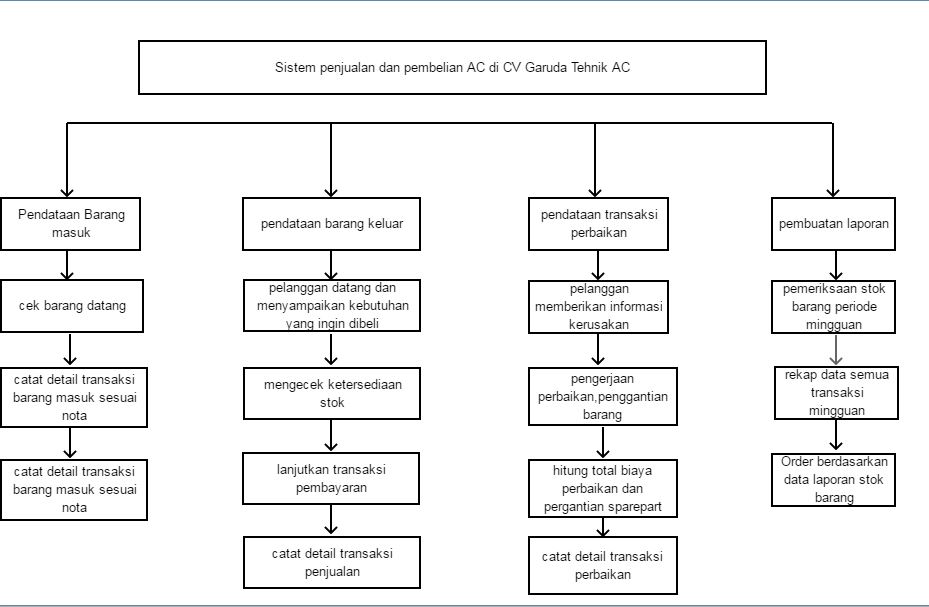 Sistem penjualan dan pembelian AC di CV Garuda Tehnik AC
Pendataan Barang
masuk
cek barang datang
catat detail transaksi
barang masuk sesuai
nota
catat detail transaksi
barang masuk sesuai
nota
pendataan barang keluar
pelanggan datang dan
menyampaikan kebutuhan
yang ingin dibeli
mengecek ketersediaan
stok
lanjutkan transaksi
pembayaran
catat detail transaksi
penjualan
pendataan transaksi
perbaikan
pelanggan
memberikan informasi
kerusakan
pengerjaan
perbaikan,penggantian
barang
hitung total biaya
perbaikan dan
pergantian sparepart
catat detail transaksi
perbaikan
pembuatan laporan
pemeriksaan stok
barang periode
mingguan
rekap data semua
transaksi
mingguan
Order berdasarkan
data laporan stok
barang